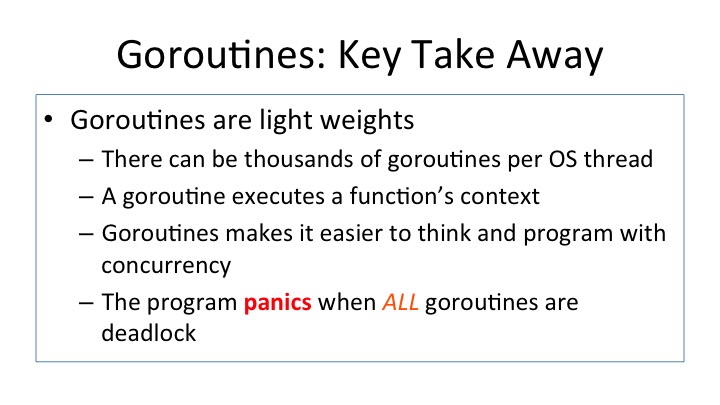 Goroutines: Key Take Away
• Goroutines are light weights
– There can be thousands of goroutines per OS thread
– A goroutine executes a function’s context
– Goroutines makes it easier to think and program with
concurrency
– The program panics when ALL goroutines are
deadlock